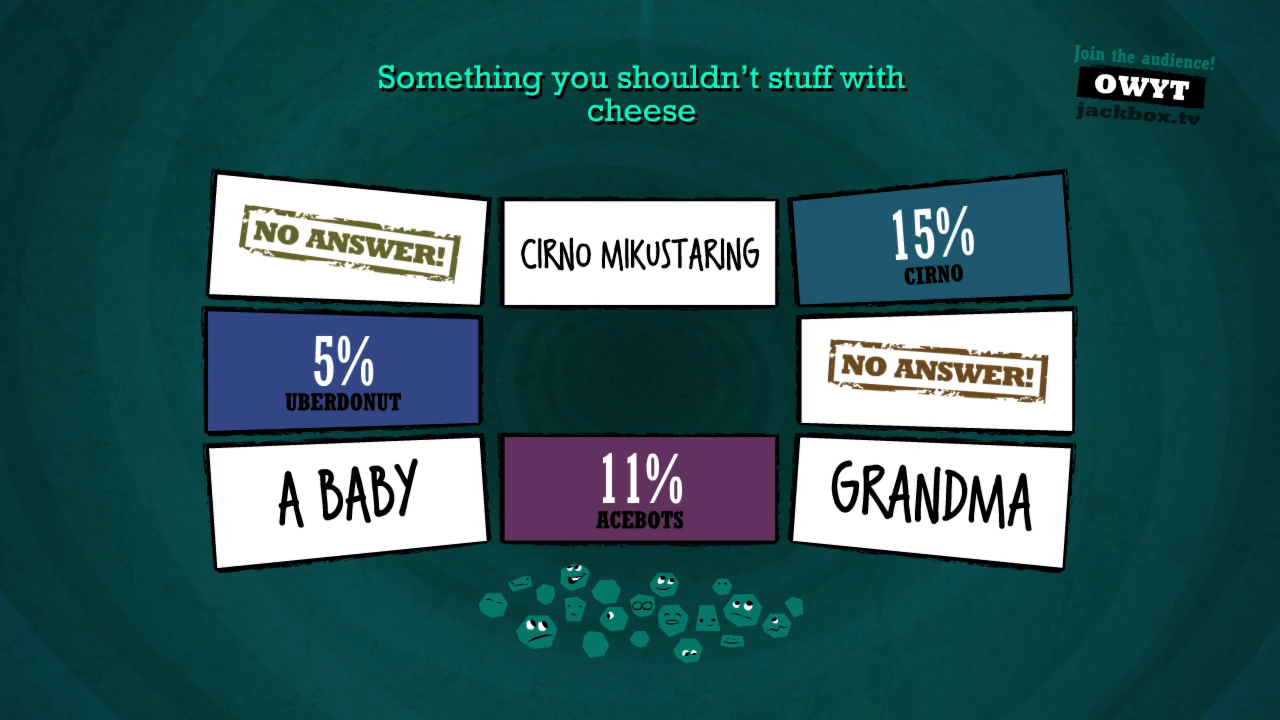 Something you shouldn't stuff with
cheese
Join the audience!
OWYT
jackbox.tv
NO ANSWER!
CIRNO MIKUSTARING
15%
CIRNO
5%
UBERDONUT
NO ANSWER!
A BABY
11%
ACEBOTS
GRANDMA